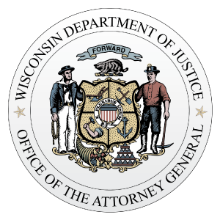 WISCONSIN DEPARTMENT OF JUSTICE
FORWARD
OFFICE OF THE ATTORNEY GENERAL